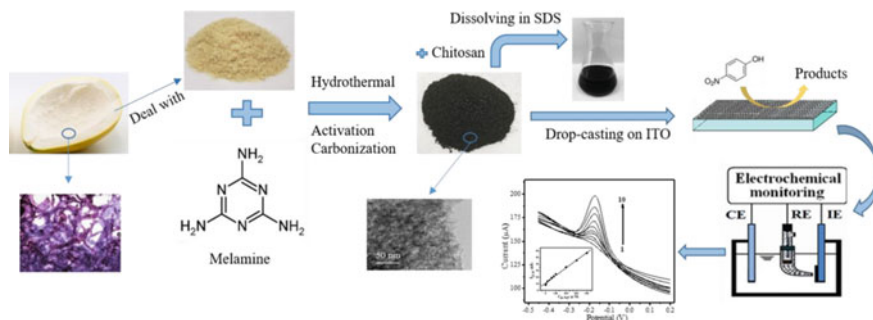 Deal with
NH₂
N
N
H₂N
N
NH₂
Melamine
Hydrothermal
Activation
Carbonization
Chitosan
Dissolving in SDS
50 nm
Drop-casting on ITO
OH
O₂N
Products
Electrochemical
monitoring
CE
RE
IE
200
175
150
125
100
Current (μA)
10
1
-0.4
-0.3
-0.2
-0.1
0.0
0.1
0.2
Potential (V)